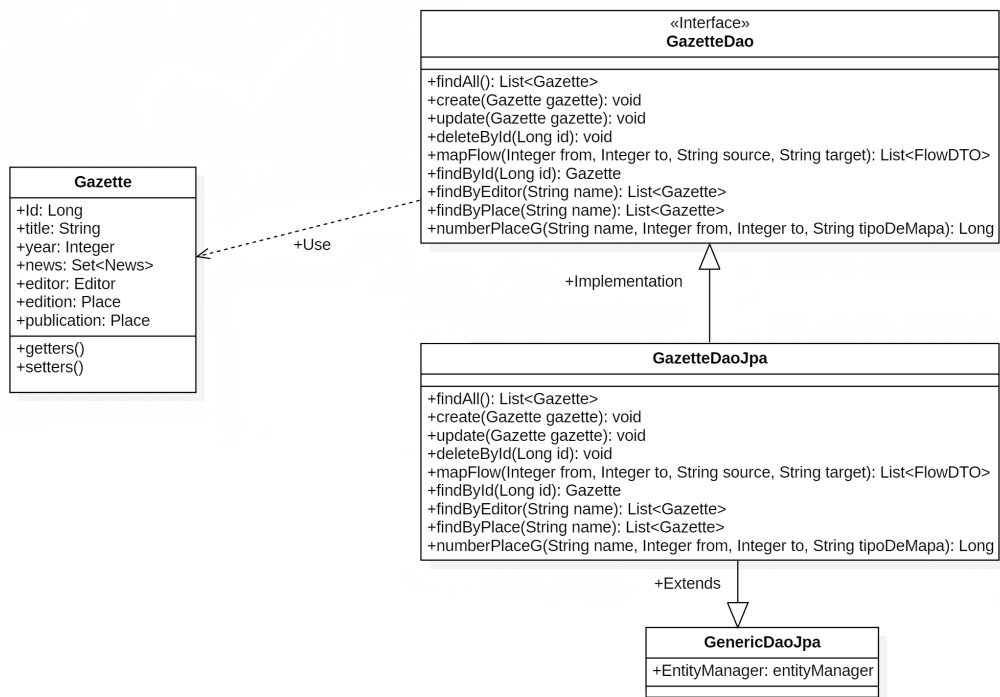 «Interface»
GazetteDao
+findAll(): List<Gazette>
+create(Gazette gazette): void
+update(Gazette gazette): void
+deleteById(Long id): void
+mapFlow(Integer from, Integer to, String source, String target): List<FlowDTO>
+findById(Long id): Gazette
+findByEditor(String name): List<Gazette>
+findByPlace(String name): List<Gazette>
+numberPlaceG(String name, Integer from, Integer to, String tipoDeMapa): Long
Gazette
+Id: Long
+title: String
+year: Integer
+news: Set<News>
+editor: Editor
+edition: Place
+publication: Place
+getters()
+setters()
+Use
+Implementation
GazetteDaoJpa
+findAll(): List<Gazette>
+create(Gazette gazette): void
+update(Gazette gazette): void
+deleteById(Long id): void
+mapFlow(Integer from, Integer to, String source, String target): List<FlowDTO>
+findById(Long id): Gazette
+findByEditor(String name): List<Gazette>
+findByPlace(String name): List<Gazette>
+numberPlaceG(String name, Integer from, Integer to, String tipoDeMapa): Long
+Extends
GenericDaoJpa
+EntityManager: entityManager